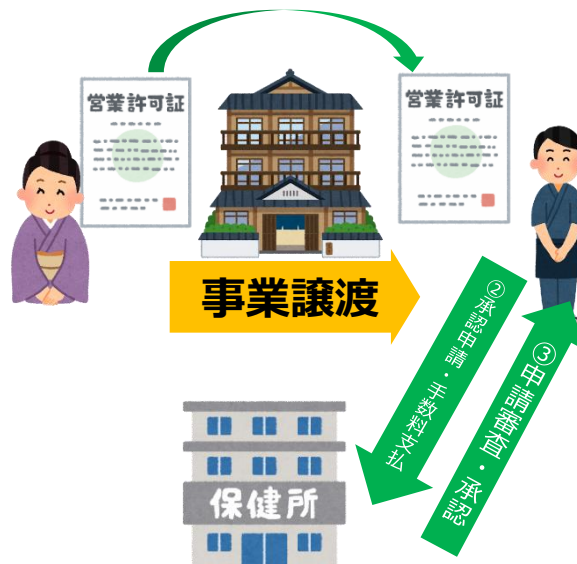 営業許可証
営業許可証
事業譲渡
②承認申請・手数料支払
③申請審査・承認
保健所